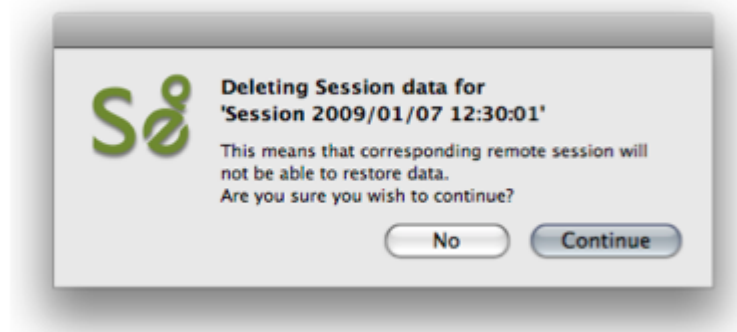 Sé
Deleting Session data for
'Session 2009/01/07 12:30:01'
This means that corresponding remote session will
not be able to restore data.
Are you sure you wish to continue?
No
Continue